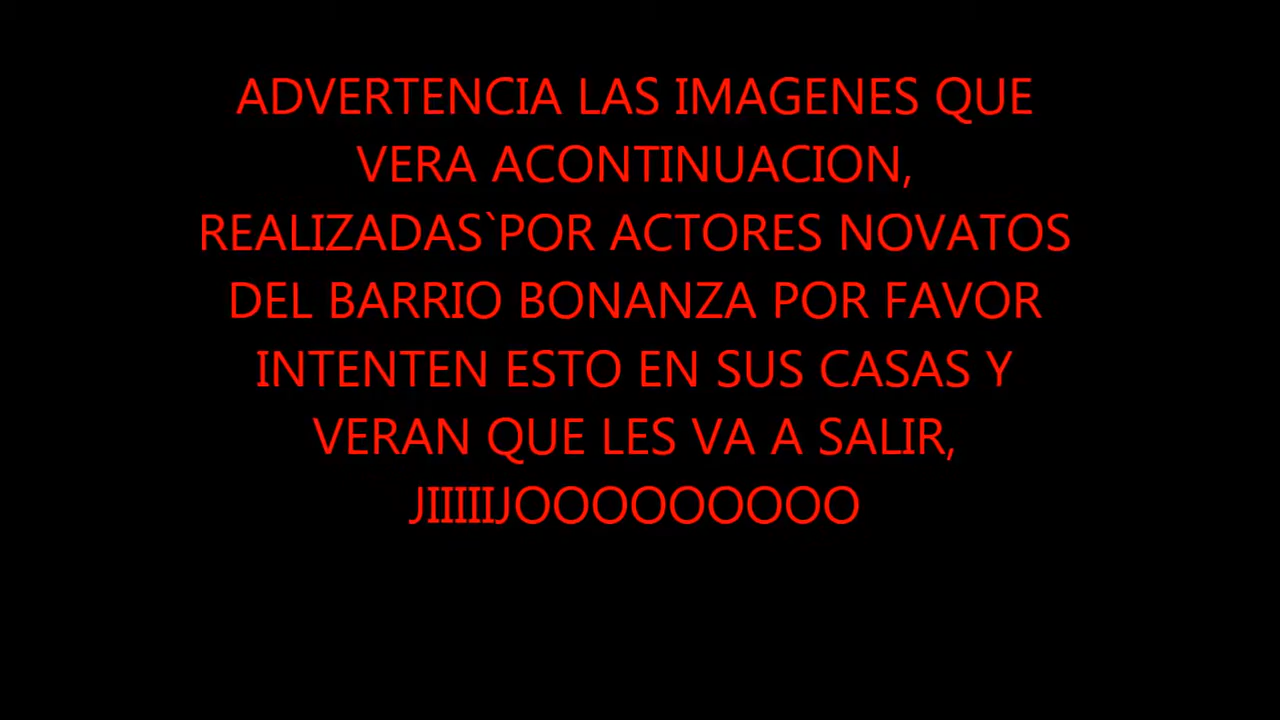 ADVERTENCIA LAS IMAGENES QUE
VERA ACONTINUACION,
REALIZADAS`POR ACTORES NOVATOS
DEL BARRIO BONANZA POR FAVOR
INTENTEN ESTO EN SUS CASAS Y
VERAN QUE LES VA A SALIR,
JIIIIIJOOOOOOOOO